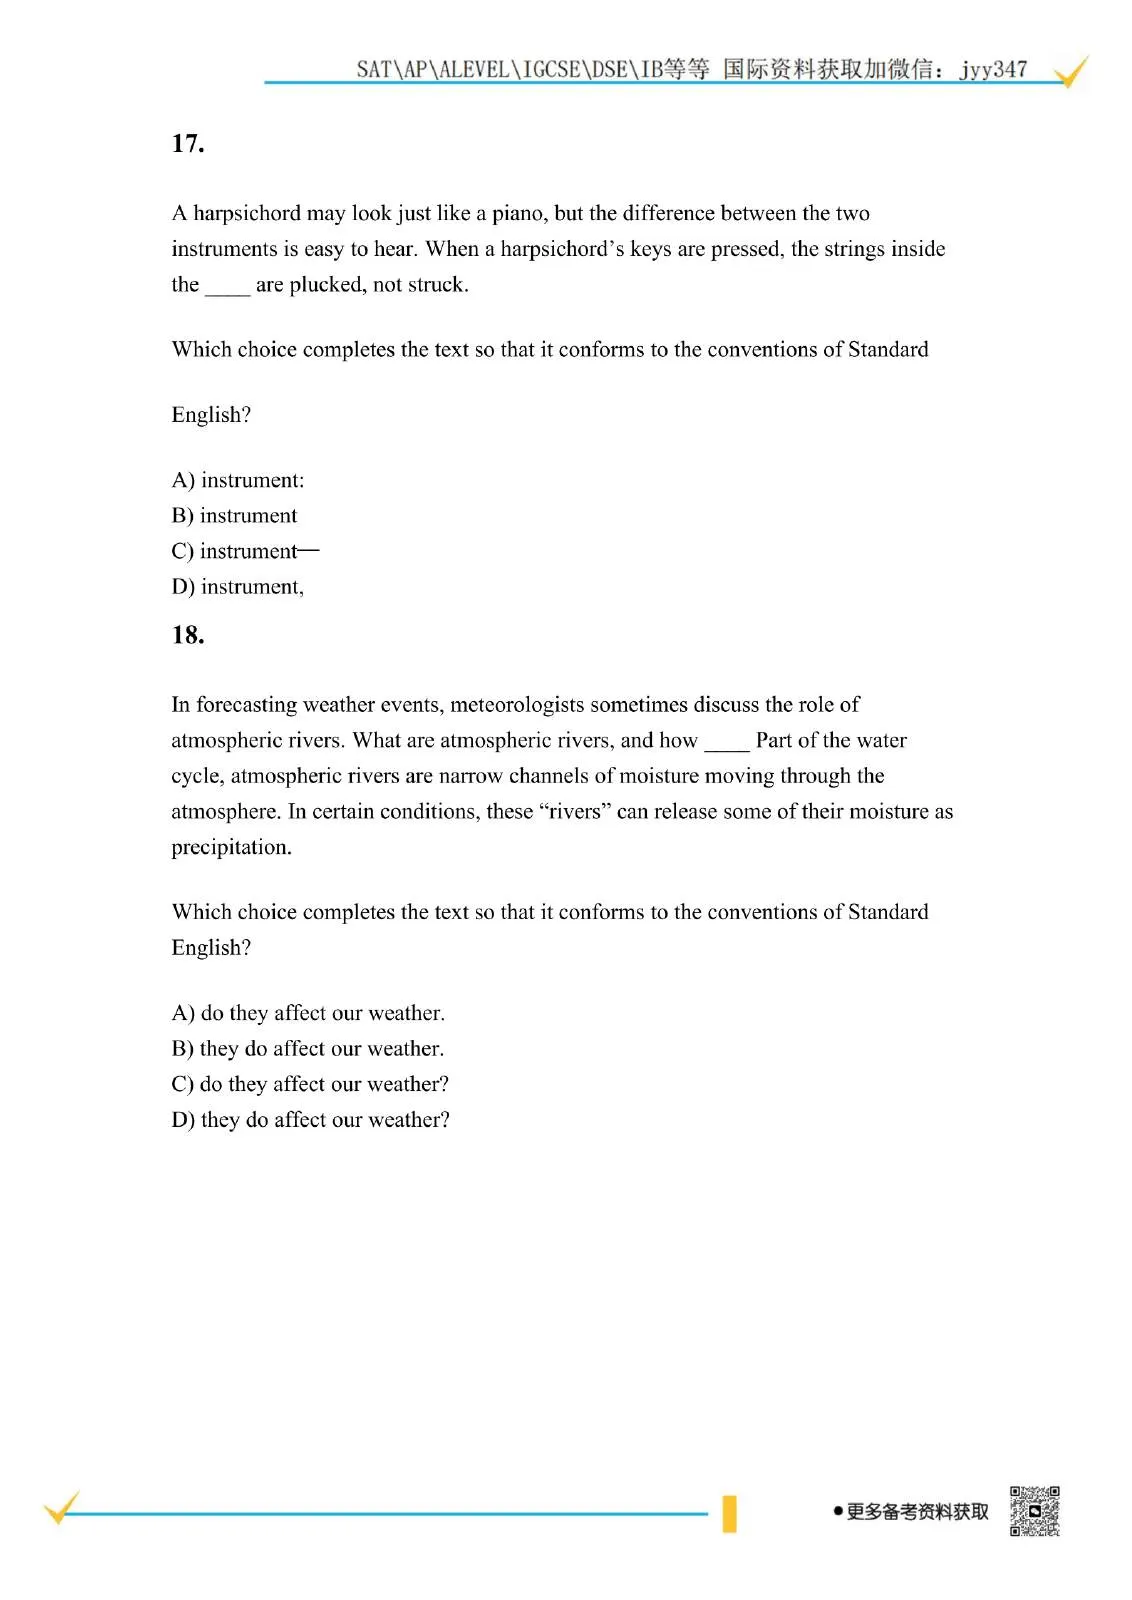 SAT\AP\ALEVEL\IGCSE\DSE\IB等等 国际资料获取加微信：jyy347
17.
A harpsichord may look just like a piano, but the difference between the two
instruments is easy to hear. When a harpsichord’s keys are pressed, the strings inside
the ____ are plucked, not struck.
Which choice completes the text so that it conforms to the conventions of Standard
English?
A) instrument:
B) instrument
C) instrument—
D) instrument,
18.
In forecasting weather events, meteorologists sometimes discuss the role of
atmospheric rivers. What are atmospheric rivers, and how ____ Part of the water
cycle, atmospheric rivers are narrow channels of moisture moving through the
atmosphere. In certain conditions, these “rivers” can release some of their moisture as
precipitation.
Which choice completes the text so that it conforms to the conventions of Standard
English?
A) do they affect our weather.
B) they do affect our weather.
C) do they affect our weather?
D) they do affect our weather?
●更多备考资料获取